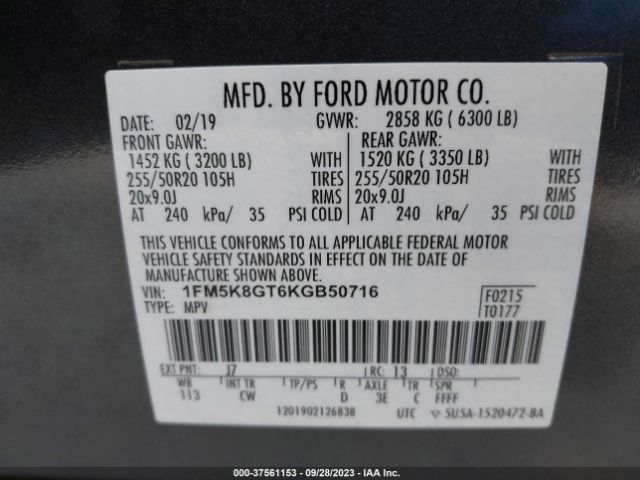 MFD. BY FORD MOTOR CO.
DATE: 02/19 GVWR: 2858 KG ( 6300 LB)
FRONT GAWR: REAR GAWR:
1452 KG ( 3200 LB) WITH 1520 KG ( 3350 LB) WITH
255/50R20 105H TIRES 255/50R20 105H TIRES
20x9.0J RIMS 20x9.0J RIMS
AT 240 kPa/ 35 PSI COLD AT 240 kPa/ 35 PSI COLD
THIS VEHICLE CONFORMS TO ALL APPLICABLE FEDERAL MOTOR
VEHICLE SAFETY STANDARDS IN EFFECT ON THE DATE OF
MANUFACTURE SHOWN ABOVE.
VIN: 1FM5K8GT6KGB50716 F0215
TYPE: MPV T0177
EXT PNT: J7 RC: 13 DSO:
WB INT TR TP/PS R AXLE TR SPR
113 CW D 3E C FFFF
1201902126838 UTC ▽ SU5A-1520472-BA
000-37561153 - 09/28/2023 - IAA Inc.